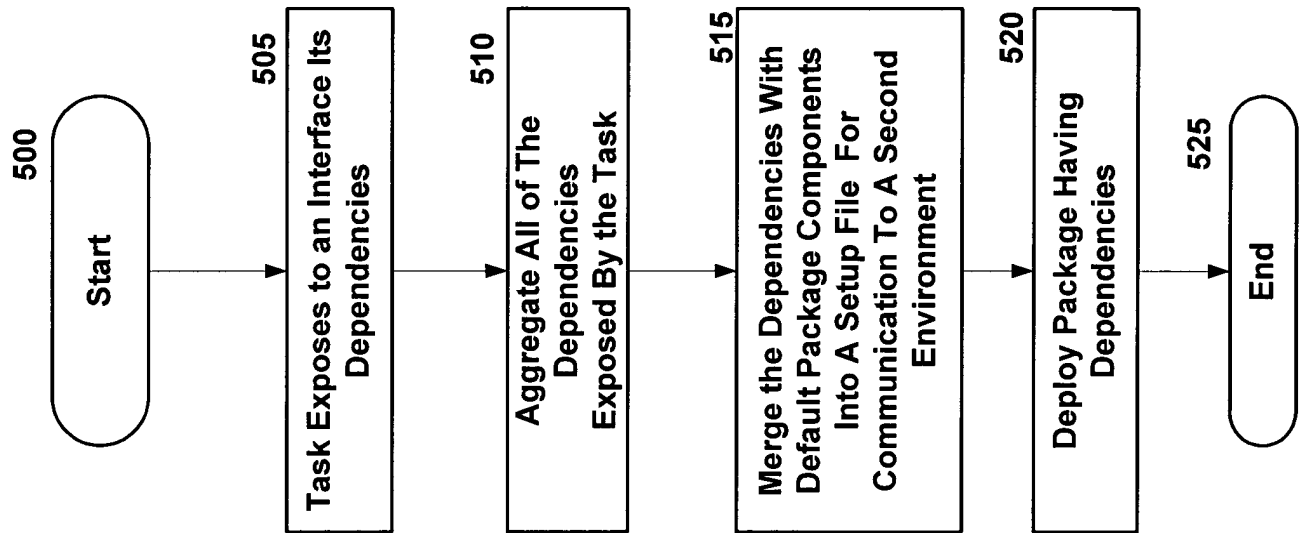 500
Start
505
Task Exposes to an Interface Its
Dependencies
510
Aggregate All of The
Dependencies
Exposed By the Task
515
Merge the Dependencies With
Default Package Components
Into A Setup File For
Communication To A Second
Environment
520
Deploy Package Having
Dependencies
525
End